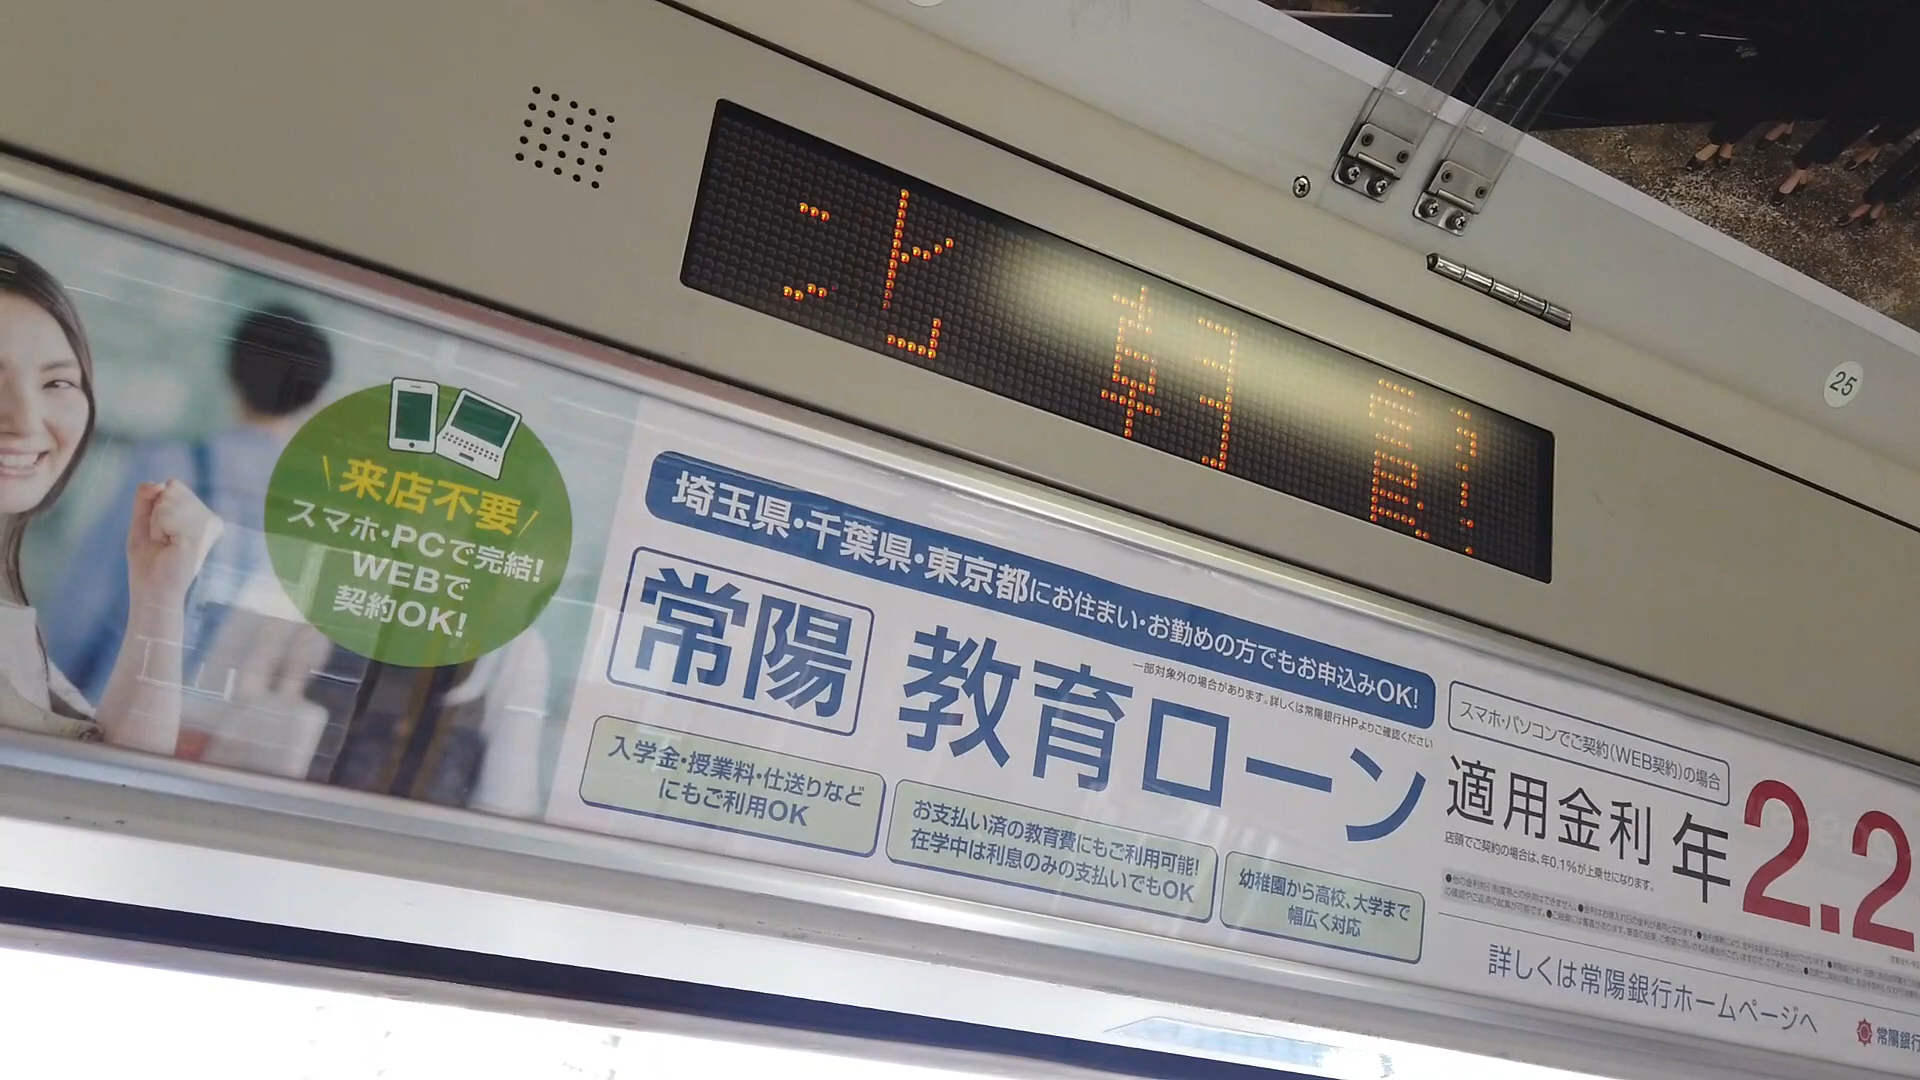 25
来店不要
スマホ・PCで完結!
WEBで
契約OK!
埼玉県・千葉県・東京都にお住まい・お勤めの方でもお申込みOK!
一部対象外の場合があります。詳しくは常陽銀行HPよりご確認ください
常陽 教育ローン
入学金・授業料・仕送りなど
にもご利用OK
お支払い済の教育費にもご利用可能!
在学中は利息のみの支払いでもOK
幼稚園から高校、大学まで
幅広く対応
スマホ・パソコンでご契約(WEB契約)の場合
適用金利 年2.2
店頭でご契約の場合は、年0.1%が上乗せになります。
詳しくは常陽銀行ホームページへ
常陽銀行